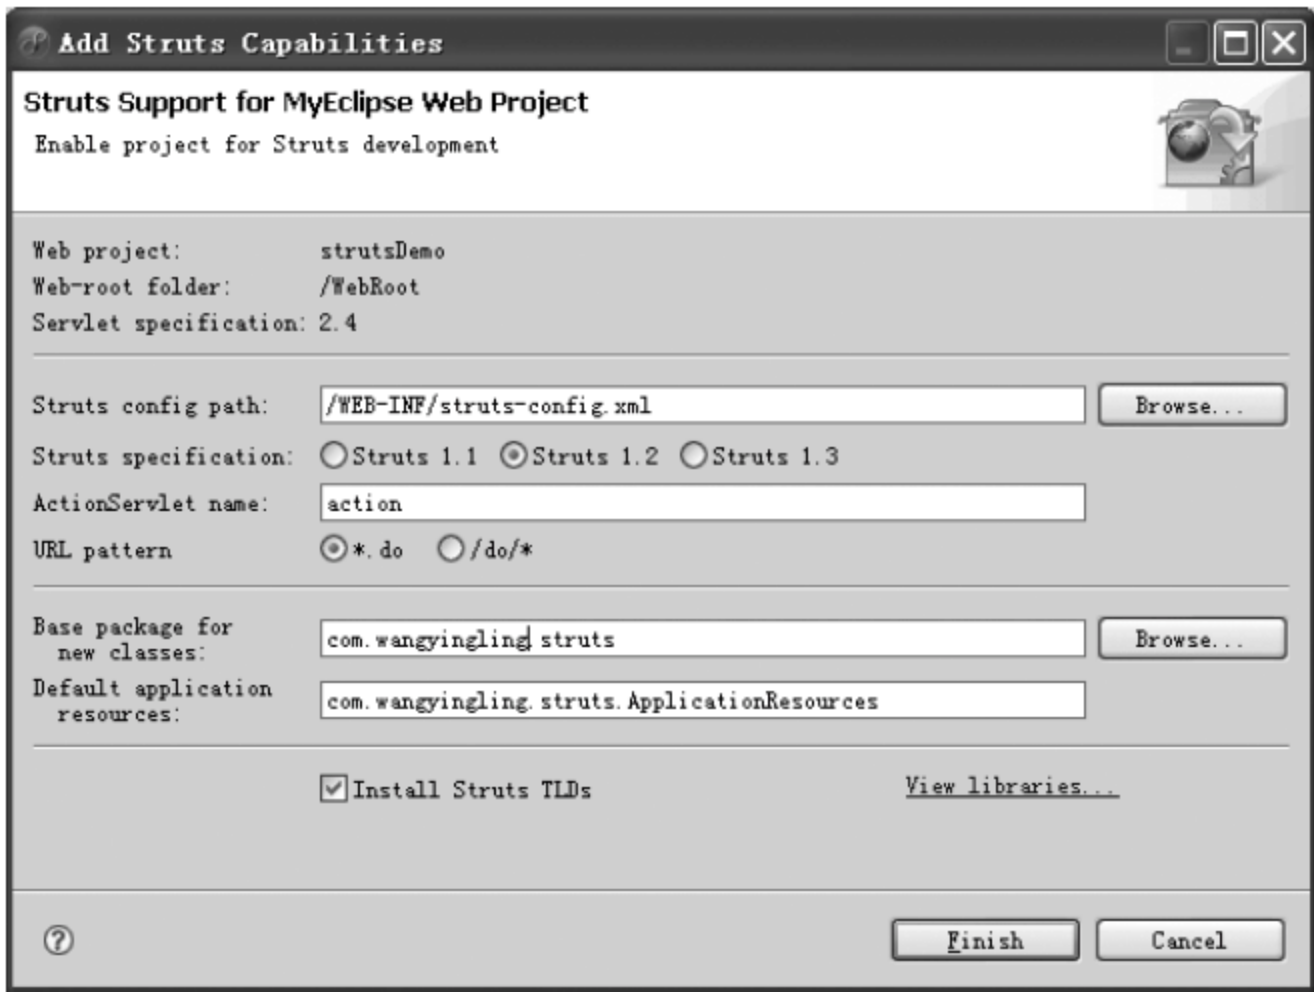 Add Struts Capabilities
Struts Support for MyEclipse Web Project
Enable project for Struts development
Web project: strutsDemo
Web-root folder: /WebRoot
Servlet specification: 2.4
Struts config path: /WEB-INF/struts-config.xml Browse...
Struts specification: Struts 1.1 Struts 1.2 Struts 1.3
ActionServlet name: action
URL pattern *.do /do/*
Base package for
new classes: com.wangyingling.struts Browse...
Default application
resources: com.wangyingling.struts.ApplicationResources
Install Struts TLDs View libraries...
? Finish Cancel